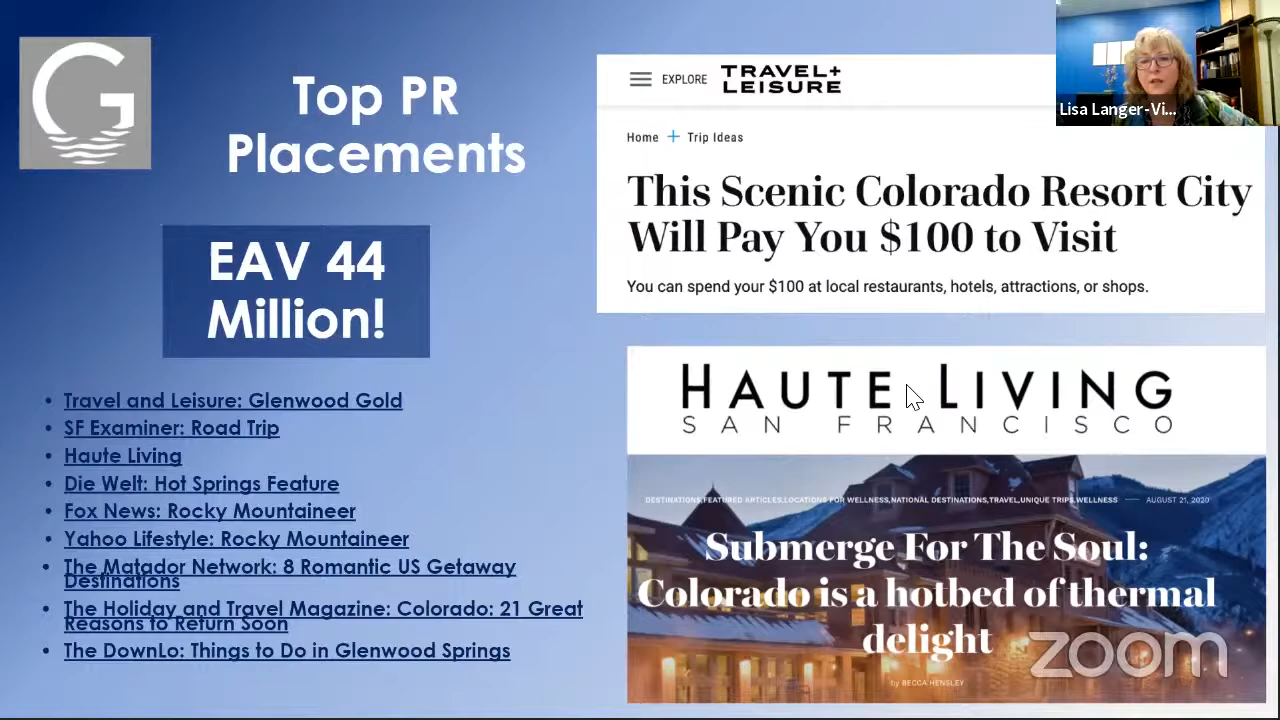 Top PR
Placements
EAV 44
Million!
• Travel and Leisure: Glenwood Gold
• SF Examiner: Road Trip
• Haute Living
• Die Welt: Hot Springs Feature
• Fox News: Rocky Mountaineer
• Yahoo Lifestyle: Rocky Mountaineer
• The Matador Network: 8 Romantic US Getaway
Destinations
• The Holiday and Travel Magazine: Colorado: 21 Great
Reasons to Return Soon
• The DownLo: Things to Do in Glenwood Springs
EXPLORE TRAVEL+
LEISURE
Home + Trip Ideas
This Scenic Colorado Resort City
Will Pay You $100 to Visit
You can spend your $100 at local restaurants, hotels, attractions, or shops.
Lisa Langer-Vi...
HAUTE LIVING
SAN FRANCISCO
DESTINATIONS,FEATURED ARTICLES,LOCATIONS FOR WELLNESS,NATIONAL DESTINATIONS,TRAVEL,UNIQUE TRIPS,WELLNESS — AUGUST 21, 2020
Submerge For The Soul:
Colorado is a hotbed of thermal
delight
by BECCA HENSLEY
zoom
G